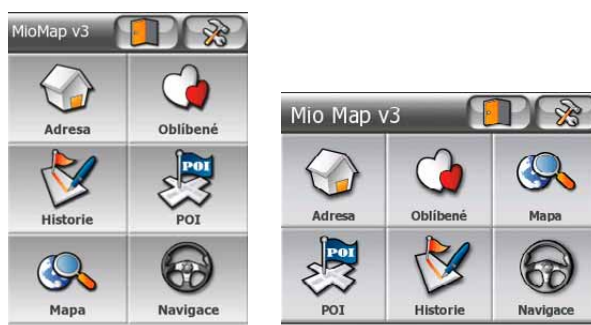 MioMap v3
Adresa Oblíbené
POI
Historie POI
Mapa Navigace
Mio Map v3
Adresa Oblíbené Mapa
POI
POI Historie Navigace